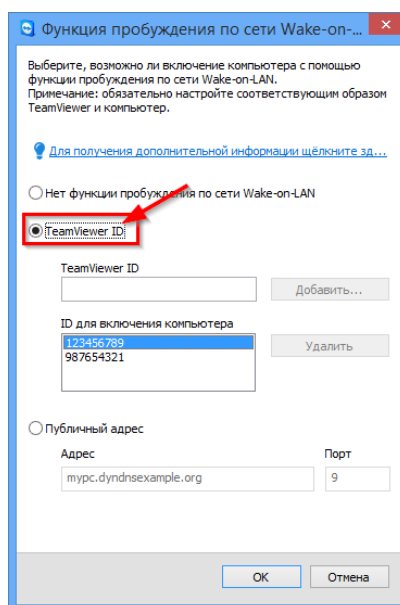 Функция пробуждения по сети Wake-on-...
Выберите, возможно ли включение компьютера с помощью
функции пробуждения по сети Wake-on-LAN.
Примечание: обязательно настройте соответствующим образом
TeamViewer и компьютер.
Для получения дополнительной информации щёлкните зд...
Нет функции пробуждения по сети Wake-on-LAN
TeamViewer ID
TeamViewer ID
Добавить...
ID для включения компьютера
123456789
987654321
Удалить
Публичный адрес
Адрес Порт
mypc.dyndnsexample.org 9
OK Отмена